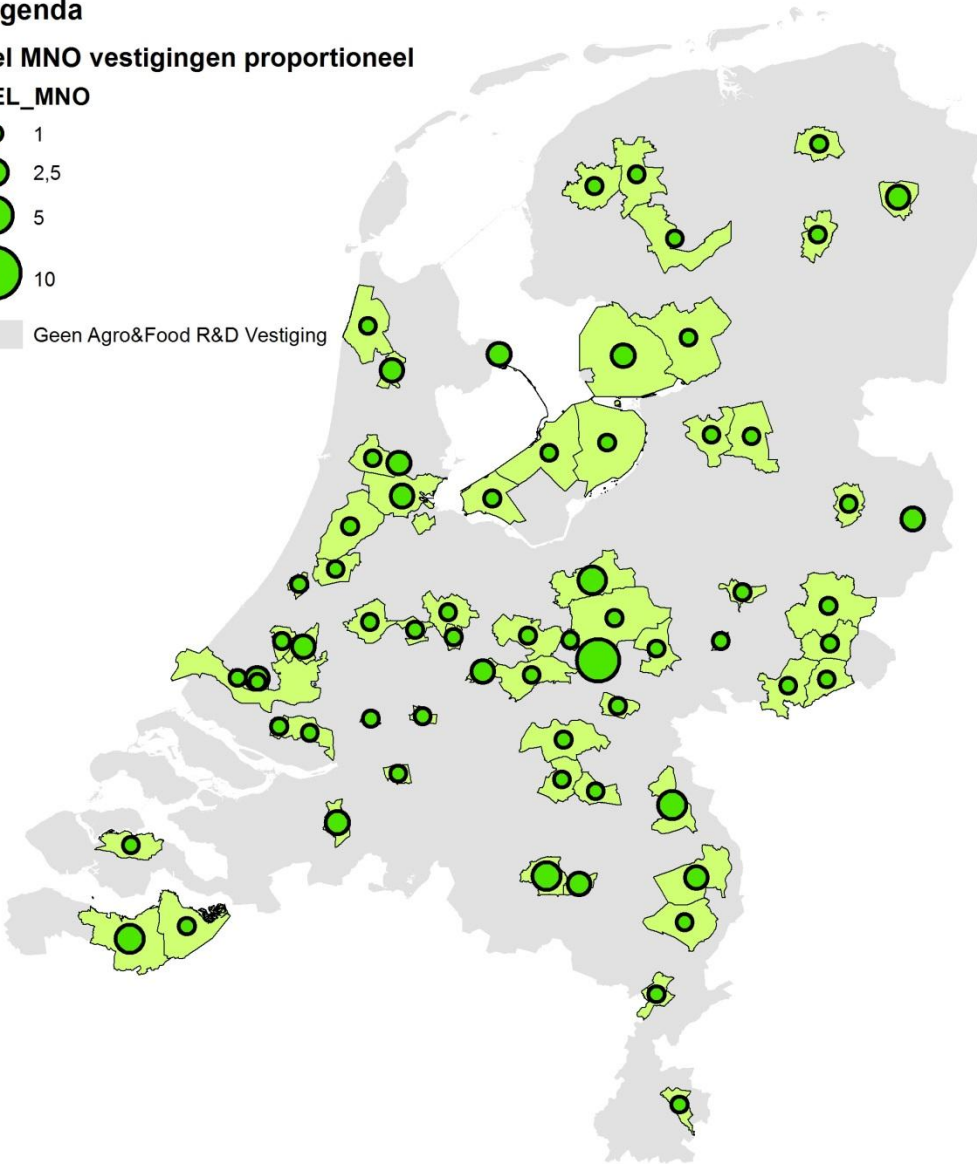 genda
el MNO vestigingen proportioneel
EL_MNO
1
2,5
5
10
Geen Agro&Food R&D Vestiging